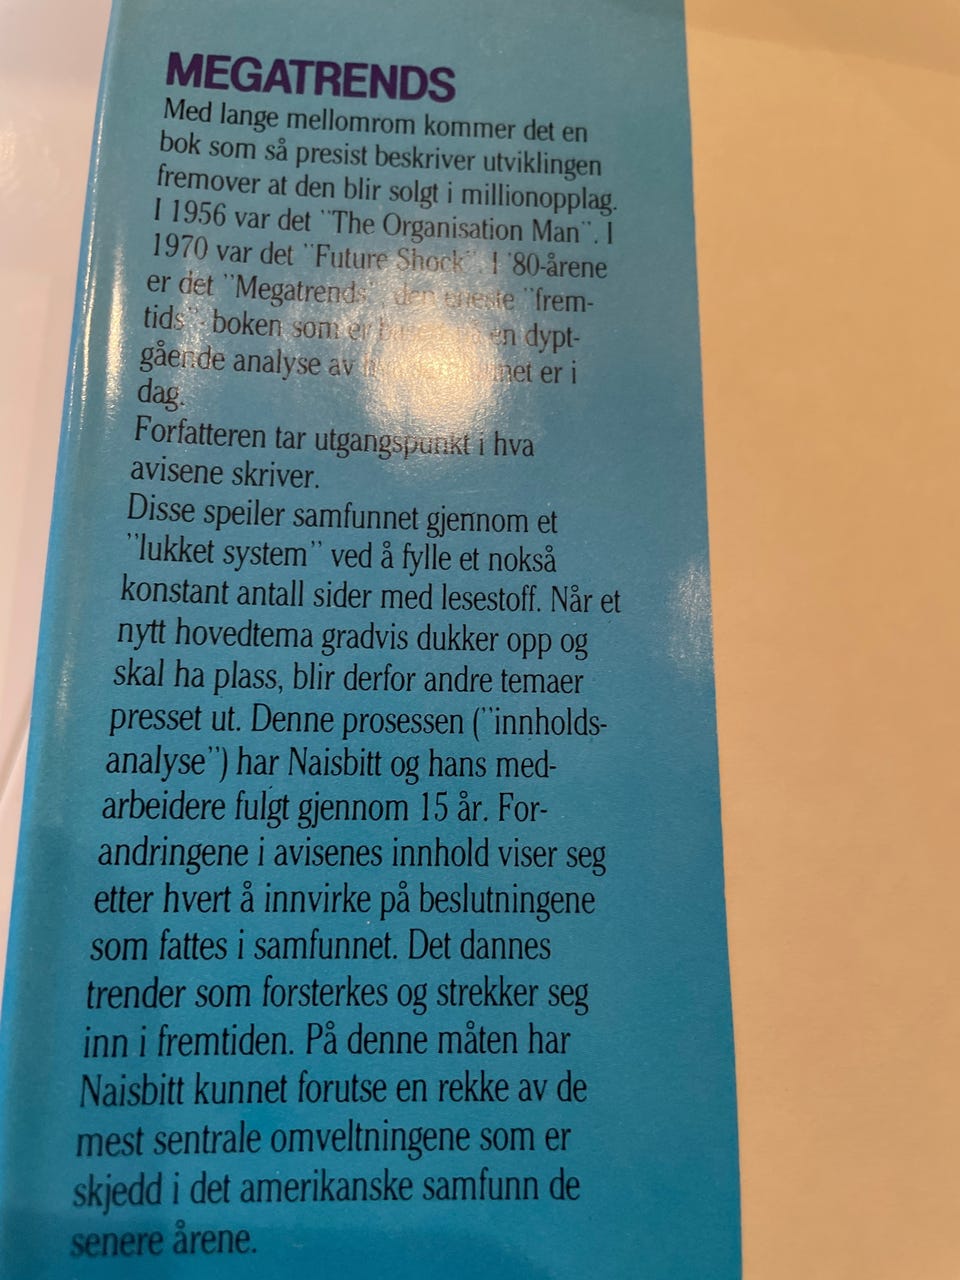 MEGATRENDS
Med lange mellomrom kommer det en
bok som så presist beskriver utviklingen
fremover at den blir solgt i millionopplag.
I 1956 var det "The Organisation Man". I
1970 var det "Future Shock". I '80-årene
er det "Megatrends", den eneste "frem-
tids"-boken som er en dypt-
gående analyse av er i
dag.
Forfatteren tar utgangspunkt i hva
avisene skriver.
Disse speiler samfunnet gjennom et
"lukket system" ved å fylle et nokså
konstant antall sider med lesestoff. Når et
nytt hovedtema gradvis dukker opp og
skal ha plass, blir derfor andre temaer
presset ut. Denne prosessen ("innholds-
analyse") har Naisbitt og hans med-
arbeidere fulgt gjennom 15 år. For-
andringene i avisenes innhold viser seg
etter hvert å innvirke på beslutningene
som fattes i samfunnet. Det dannes
trender som forsterkes og strekker seg
inn i fremtiden. På denne måten har
Naisbitt kunnet forutse en rekke av de
mest sentrale omveltningene som er
skjedd i det amerikanske samfunn de
senere årene.